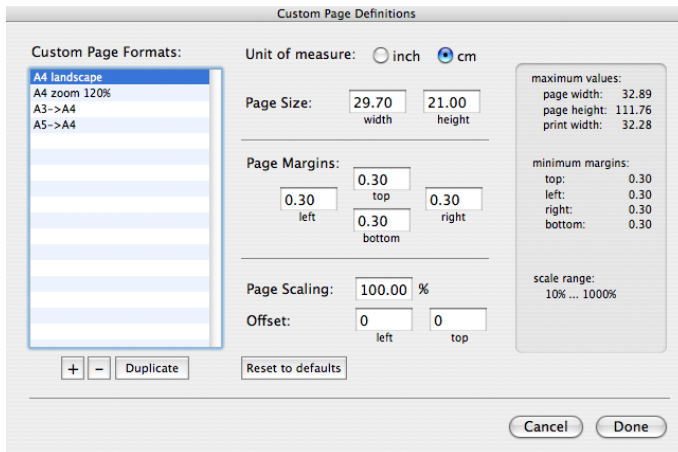 Custom Page Definitions
Custom Page Formats:
A4 landscape
A4 zoom 120%
A3->A4
A5->A4
+ - Duplicate
Unit of measure: inch cm
Page Size: 29.70 21.00
width height
Page Margins:
0.30
top
0.30 0.30
left right
0.30
bottom
Page Scaling: 100.00 %
Offset: 0 0
left top
Reset to defaults
maximum values:
page width: 32.89
page height: 111.76
print width: 32.28
minimum margins:
top: 0.30
left: 0.30
right: 0.30
bottom: 0.30
scale range:
10% ... 1000%
Cancel Done